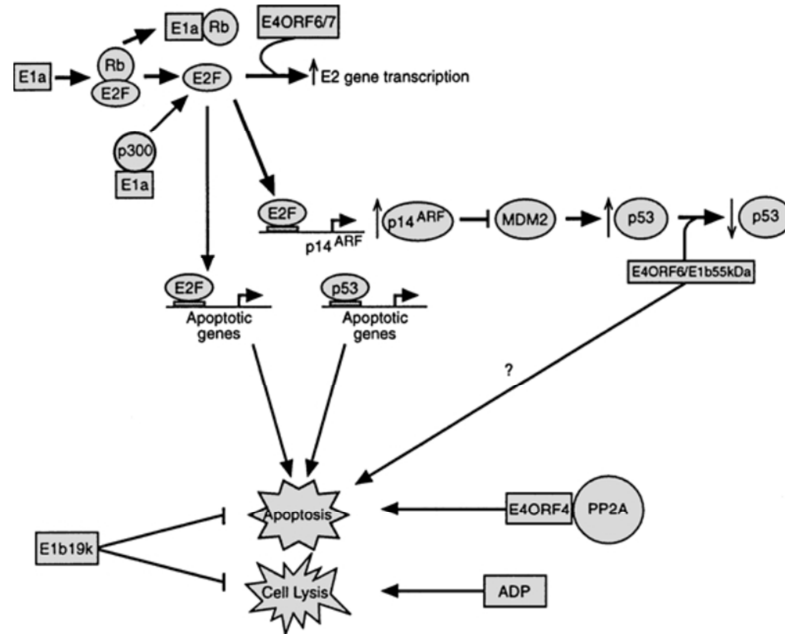 E1a
Rb
E4ORF6/7
E1a
Rb
E2F
E2F
E2 gene transcription
p300
E1a
E2F
p14ARF
p14ARF
MDM2
p53
p53
E4ORF6/E1b55kDa
E2F
Apoptotic
genes
p53
Apoptotic
genes
?
Apoptosis
E4ORF4
PP2A
E1b19k
Cell Lysis
ADP